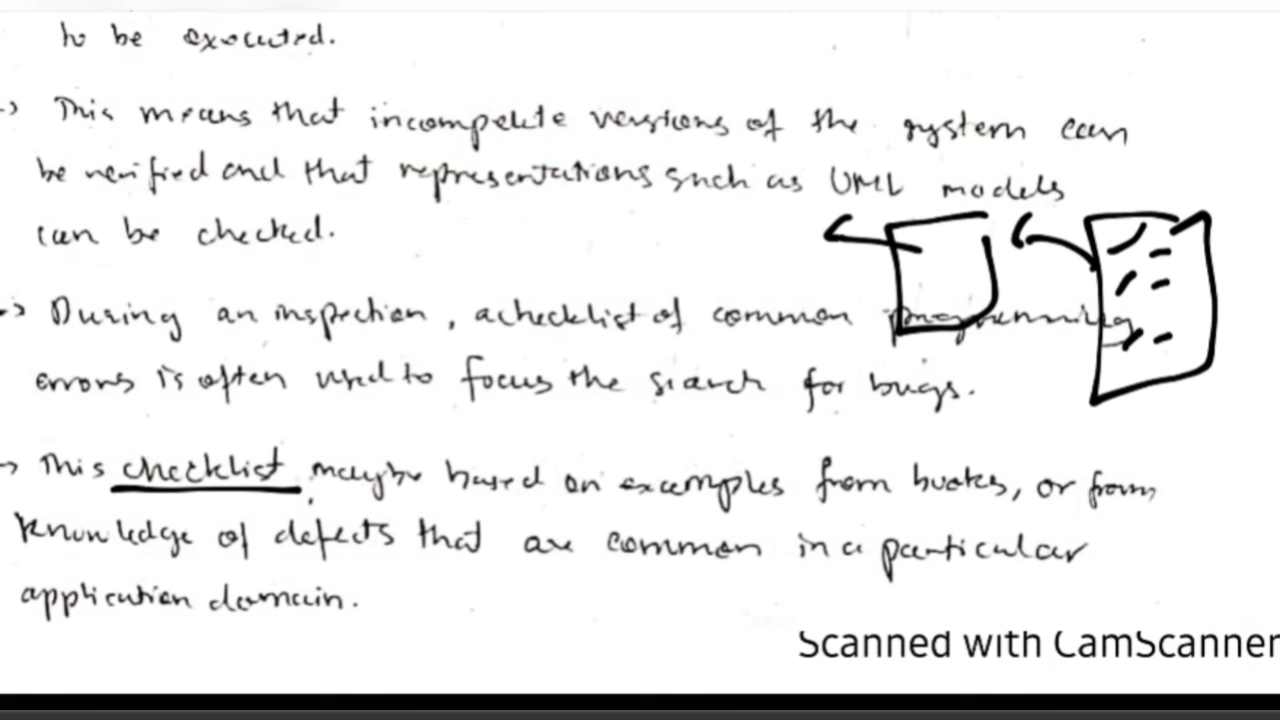 to be executed.
-> This means that incompelete versions of the system can
be verified and that representations such as UML models
can be checked.
-> During an inspection, a checklist of common programming
errors is often used to focus the search for bugs.
-> This checklist maybe based on examples from books, or from
knowledge of defects that are common in a particular
application domain.
Scanned with CamScanner